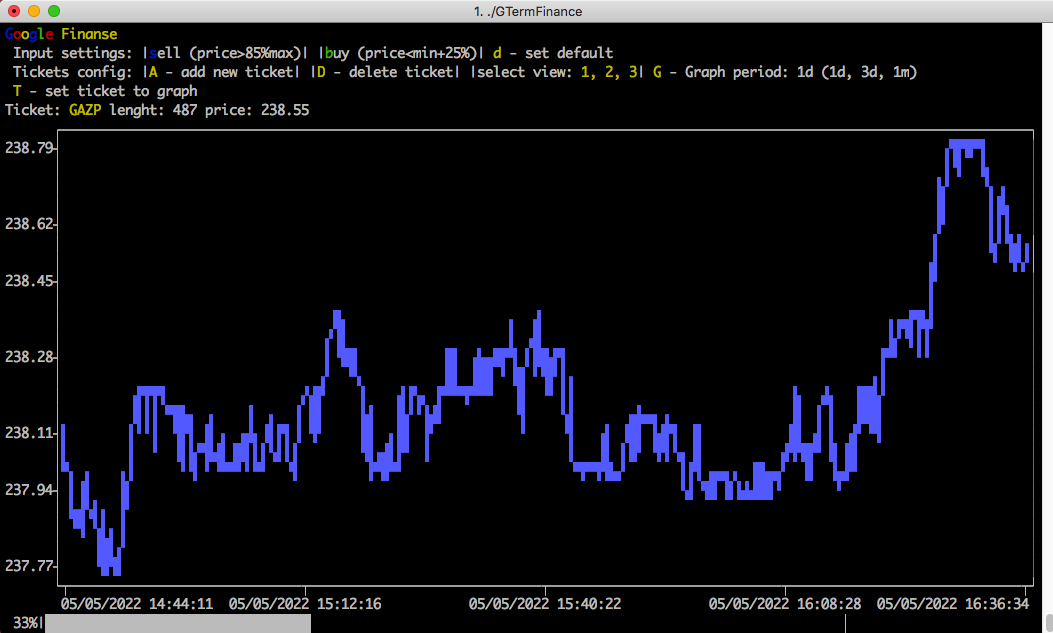 1. ./GTermFinance
Google Finanse
Input settings: |sell (price>85%max)| |buy (price<min+25%)| d - set default
Tickets config: |A - add new ticket| |D - delete ticket| |select view: 1, 2, 3| G - Graph period: 1d (1d, 3d, 1m)
T - set ticket to graph
Ticket: GAZP lenght: 487 price: 238.55
238.79
238.62
238.45
238.28
238.11
237.94
237.77
05/05/2022 14:44:11 05/05/2022 15:12:16 05/05/2022 15:40:22 05/05/2022 16:08:28 05/05/2022 16:36:34
33%|